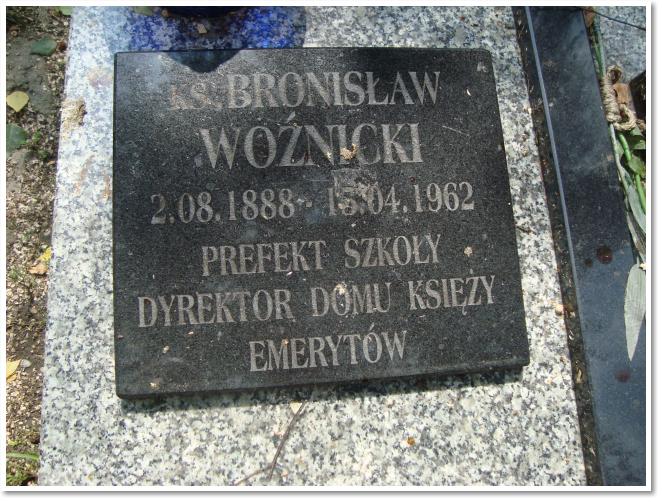 KS. BRONISŁAW
WOŹNICKI
2.08.1888 - 15.04.1962
PREFEKT SZKOŁY
DYREKTOR DOMU KSIĘŻY
EMERYTÓW